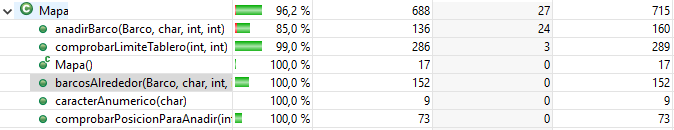 Mapa 96,2 % 688 27 715
anadirBarco(Barco, char, int, int) 85,0 % 136 24 160
comprobarLimiteTablero(int, int) 99,0 % 286 3 289
Mapa() 100,0 % 17 0 17
barcosAlrededor(Barco, char, int, 100,0 % 152 0 152
caracterAnumerico(char) 100,0 % 9 0 9
comprobarPosicionParaAnadir(int 100,0 % 73 0 73